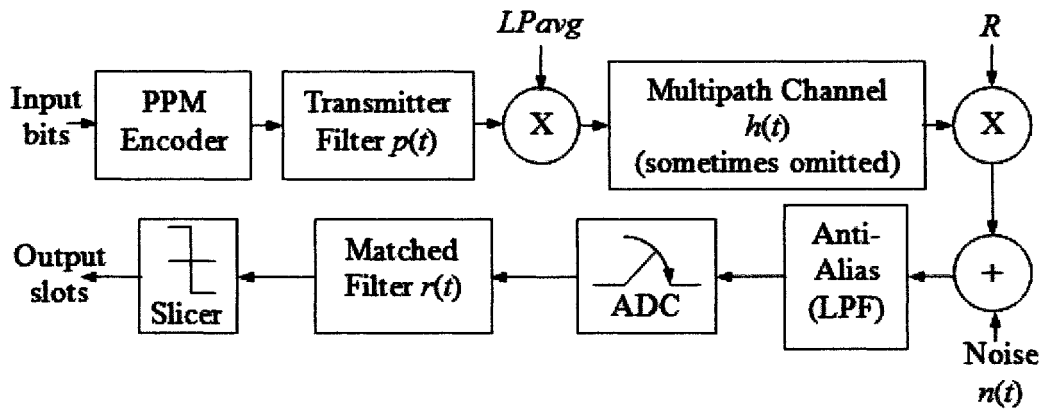 LPavg
R
Input
bits
PPM
Encoder
Transmitter
Filter p(t)
X
Multipath Channel
h(t)
(sometimes omitted)
X
Output
slots
Slicer
Matched
Filter r(t)
ADC
Anti-
Alias
(LPF)
+
Noise
n(t)